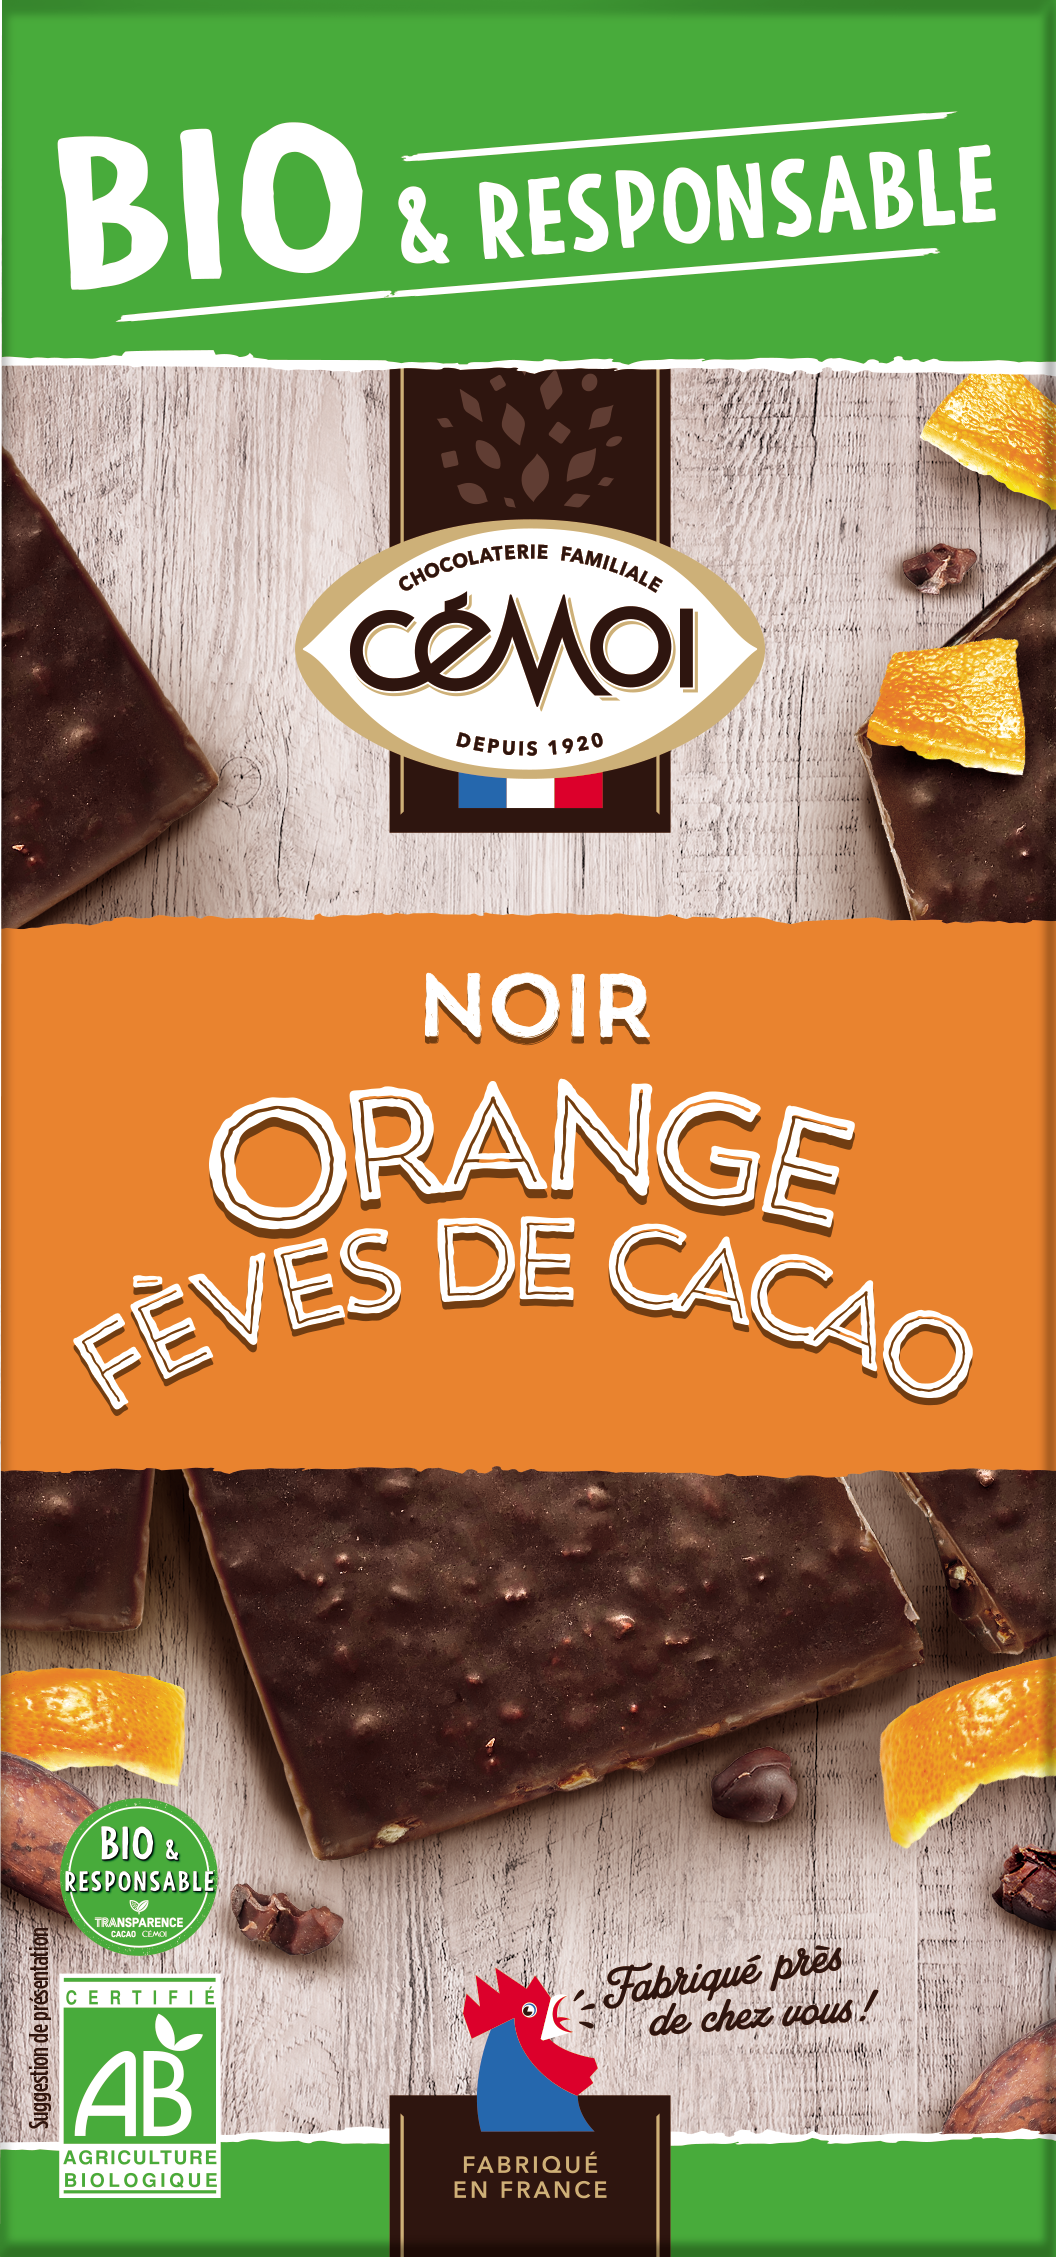 BIO & RESPONSABLE
CHOCOLATERIE FAMILIALE
CÉMOI
DEPUIS 1920
NOIR
ORANGE
FÈVES DE CACAO
BIO &
RESPONSABLE
TRANSPARENCE
CACAO CÉMOI
Suggestion de présentation
CERTIFIÉ
AB
AGRICULTURE
BIOLOGIQUE
Fabriqué près
de chez vous !
FABRIQUÉ
EN FRANCE